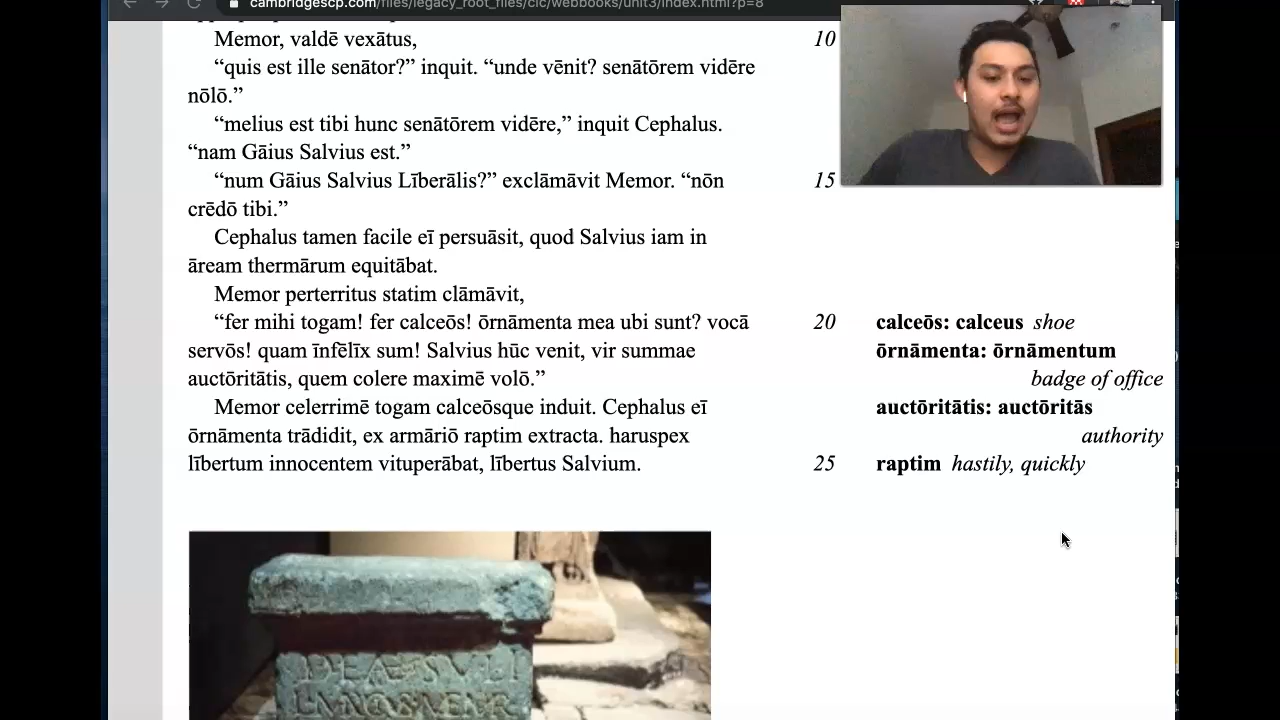 cambridgescp.com/files/legacy_root_files/clc/webbooks/unit3/index.html?p=8
Memor, valdē vexātus,
10
“quis est ille senātor?” inquit. “unde vēnit? senātōrem vidēre
nōlō.”
“melius est tibi hunc senātōrem vidēre,” inquit Cephalus.
“nam Gāius Salvius est.”
“num Gāius Salvius Līberālis?” exclāmāvit Memor. “nōn
15
crēdō tibi.”
Cephalus tamen facile eī persuāsit, quod Salvius iam in
āream thermārum equitābat.
Memor perterritus statim clāmāvit,
“fer mihi togam! fer calceōs! ōrnāmenta mea ubi sunt? vocā
20
servōs! quam īnfēlīx sum! Salvius hūc venit, vir summae
auctōritātis, quem colere maximē volō.”
Memor celerrimē togam calceōsque induit. Cephalus eī
ōrnāmenta trādidit, ex armāriō raptim extracta. haruspex
lībertum innocentem vituperābat, lībertus Salvium.
25
calceōs: calceus shoe
ōrnāmenta: ōrnāmentum
badge of office
auctōritātis: auctōritās
authority
raptim hastily, quickly
DEAE SVLI